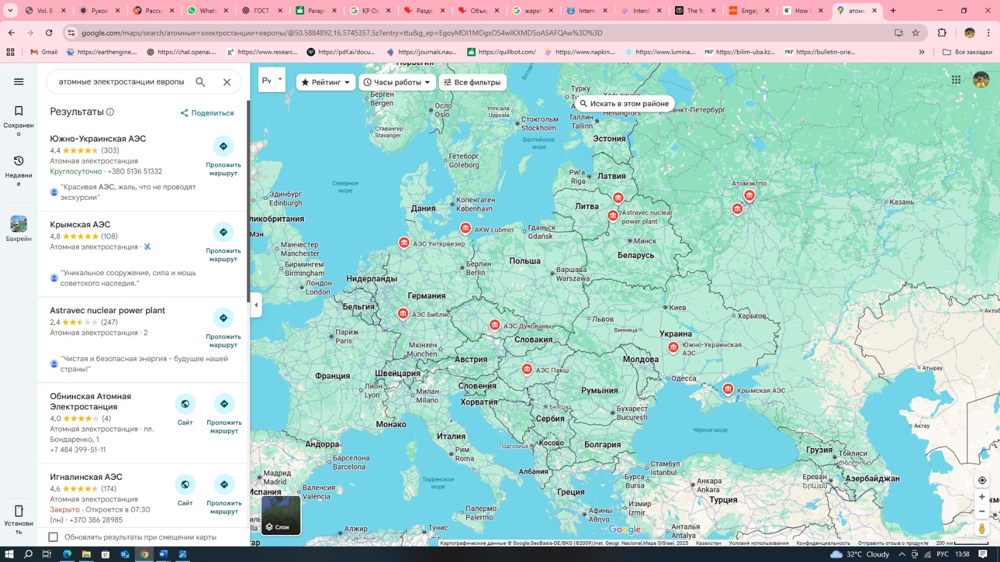 Vol. 8
Руков
Расска
Whats
ГОСТ
Paraph
ҚР Оқ
Разде
Объед
жарат
Intern
Interd
The fo
Engag
How C
атомн
google.com/maps/search/атомные+электростанции+европы/@50.5884892,16.5745357,5z?entry=ttu&g_ep=EgoyMDI1MDgxOS4wIKXMDSoASAFQAw%3D%3D
Gmail
https://earthengine....
https://chat.openai....
https://www.researc...
https://pdf.ai/docu...
https://journals.nau...
https://quillbot.com/
https://www.napkin....
https://www.lumina....
https://bilim-uba.kz...
https://bulletin-orie...
»
Все закладки
атомные электростанции европы
Рейтинг
Часы работы
Все фильтры
Искать в этом районе
Сохранен
о
Недавни
е
Бахрейн
Установи
ть
Результаты
Поделиться
Южно-Украинская АЭС
4,4 (303)
Атомная электростанция
Круглосуточно · +380 5136 51332
Проложить
маршрут
"Красивая АЭС, жаль, что не проводят
экскурсии"
Крымская АЭС
4,8 (108)
Атомная электростанция ·
Проложить
маршрут
"Уникальное сооружение, сила и мощь
советского наследия."
Astravec nuclear power plant
2,4 (247)
Атомная электростанция · 2
Проложить
маршрут
"Чистая и безопасная энергия - будущее нашей
страны!"
Обнинская Атомная
Электростанция
4,0 (4)
Атомная электростанция · пл.
Бондаренко, 1
+7 484 399-51-11
Сайт
Проложить
маршрут
Игналинская АЭС
4,6 (174)
Атомная электростанция
Закрыто · Откроется в 07:30
(пн) · +370 386 28985
Сайт
Проложить
маршрут
Обновлять результаты при смещении карты
Норвегия
Берген
Bergen
Осло
Oslo
Ставангер
Stavanger
Уппсала
Uppsala
Стокгольм
Stockholm
Турку
Таллин
Tallinn
Helsingfors
Санкт-Петербург
Эстония
Балтийское
море
Гётеборг
Göteborg
Рига
Rīga
Латвия
Северное
море
Эдинбург
Edinburgh
Дания
Копенгаген
København
Литва
Astravec nuclear
power plant
Атомэкспо
Казань
ликобритания
Мэн
AKW Lubmin
Гданьск
Gdańsk
Минск
Беларусь
Манчестер
Manchester
АЭС Унтервезер
Бирмингем
Birmingham
Берлин
Berlin
Польша
Варшава
Warszawa
Лондон
London
Нидерланды
Германия
Бельгия
АЭС Библис
Киев
Харьков
Львов
Актоб
Париж
Paris
АЭС Дукованы
Словакия
Винница
Украина
Мюнхен
München
Австрия
Молдова
Южно-Украинская
АЭС
Франция
Швейцария
АЭС Пакш
Одесса
Атырау
Лион
Lyon
Милан
Milano
Словения
Хорватия
Румыния
Крымская АЭС
Белград
Сербия
Бухарест
București
Монако
Актау
Андорра
Италия
Подгорица
Косово
Болгария
Чёрное море
Барселона
Barcelona
Рим
Roma
Грузия
Тбилиси
თბილისი
Албания
Стамбул
İstanbul
Мадрид
Madrid
Тирренское
море
Бурса
Bursa
Анкара
Ankara
Ереван
Երևան
Азербайджан
Испания
Валенсия
València
Греция
Турция
Палермо
Palermo
Афины
Αθήνα
Измир
İzmir
Алжир
Тунис
تونس
Анталья
Antalya
Слои
Google
Картографические данные © Google,GeoBasis-DE/BKG (©2009),Inst. Geogr. Nacional,Mapa GISrael, 2025
Казахстан
Условия использования
Конфиденциальность
Отправить отзыв о продукте
200 км
32°C Cloudy
РУС
13:58